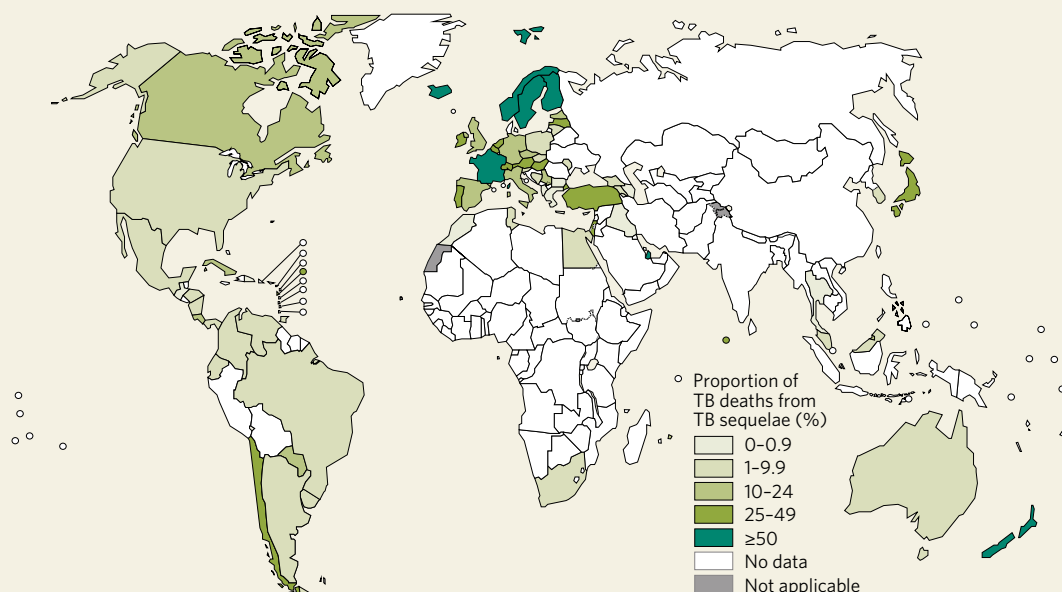 Proportion of
TB deaths from
TB sequelae (%)
0–0.9
1–9.9
10–24
25–49
≥50
No data
Not applicable